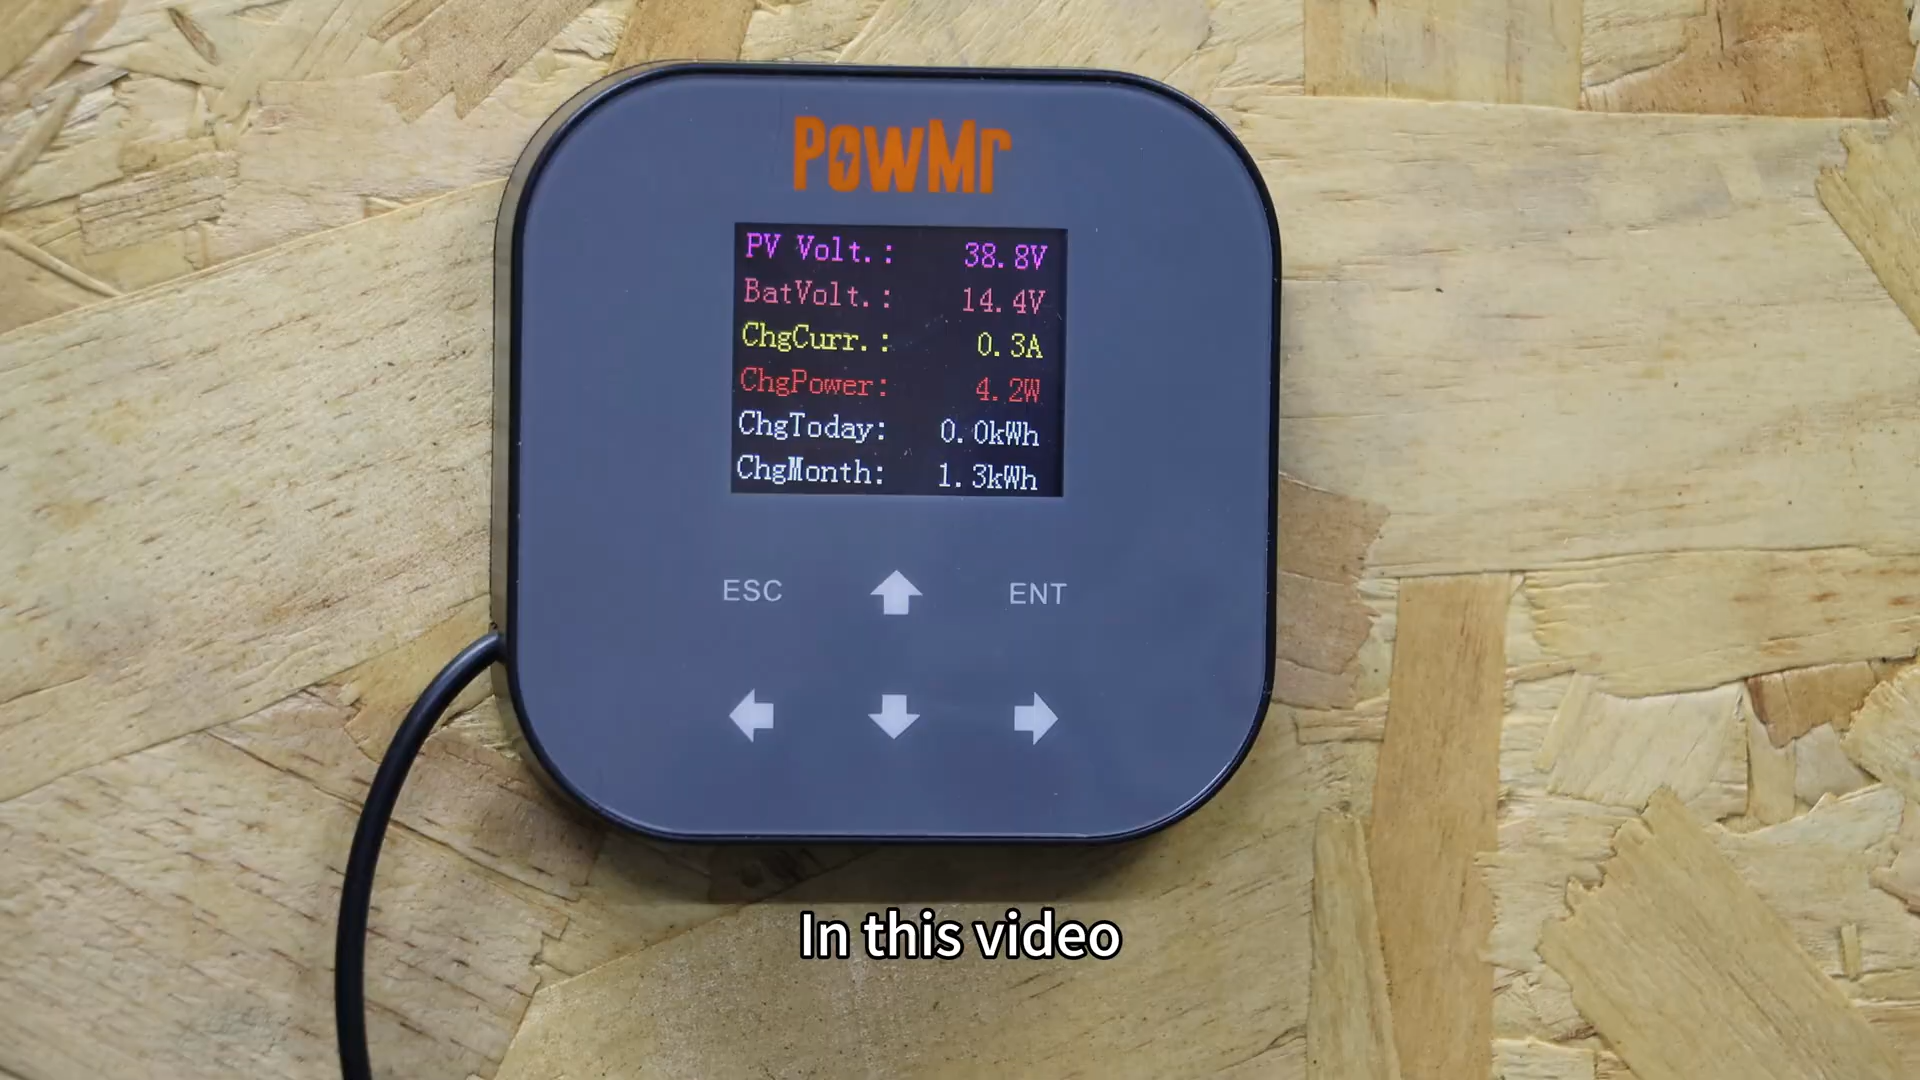 PowMr
PV Volt.: 38.8V
BatVolt.: 14.4V
ChgCurr.: 0.3A
ChgPower: 4.2W
ChgToday: 0.0kWh
ChgMonth: 1.3kWh
ESC ENT
In this video